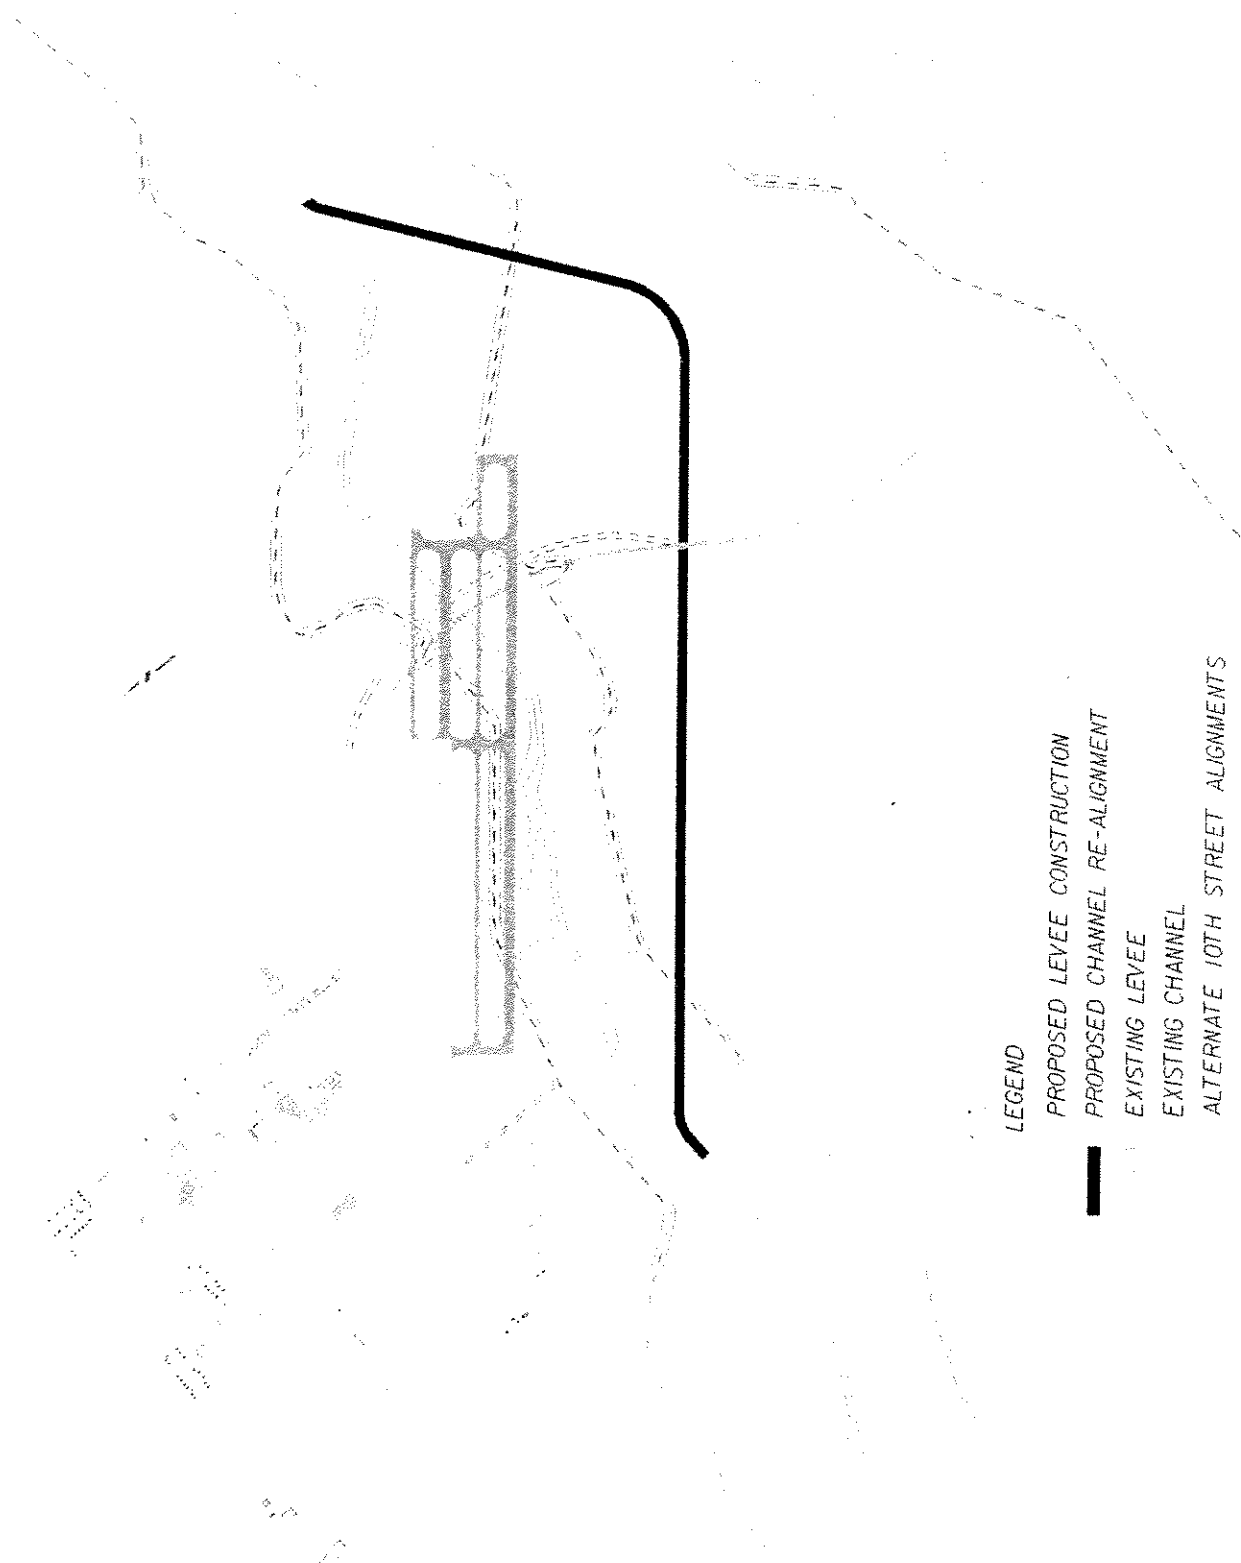 LEGEND
PROPOSED LEVEE CONSTRUCTION
PROPOSED CHANNEL RE-ALIGNMENT
EXISTING LEVEE
EXISTING CHANNEL
ALTERNATE 10TH STREET ALIGNMENTS